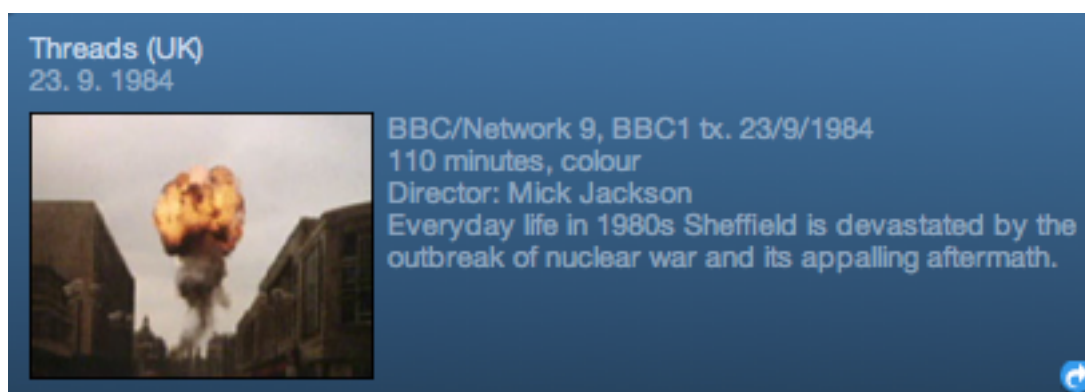 Threads (UK)
23. 9. 1984
BBC/Network 9, BBC1 tx. 23/9/1984
110 minutes, colour
Director: Mick Jackson
Everyday life in 1980s Sheffield is devastated by the
outbreak of nuclear war and its appalling aftermath.